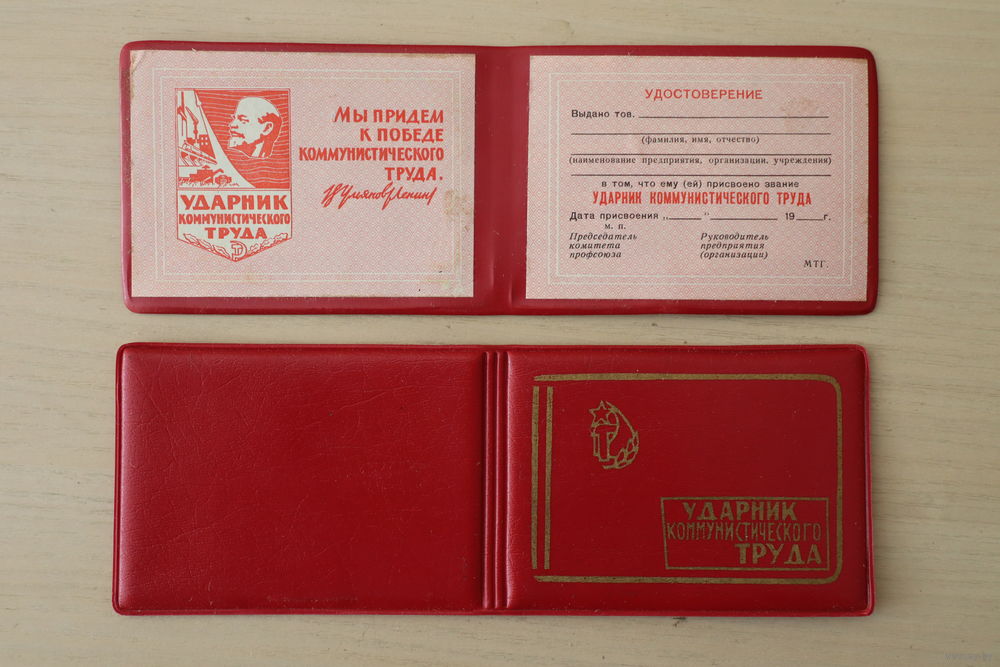 УДАРНИК
КОММУНИСТИЧЕСКОГО
ТРУДА
Мы придем
к победе
коммунистического
труда.
В Ульянов (Ленин)
УДОСТОВЕРЕНИЕ
Выдано тов.
(фамилия, имя, отчество)
(наименование предприятия, организации, учреждения)
в том, что ему (ей) присвоено звание
УДАРНИК КОММУНИСТИЧЕСКОГО ТРУДА
Дата присвоения „ " 19 г.
м. п.
Председатель
комитета
профсоюза
Руководитель
предприятия
(организации)
МТГ.
УДАРНИК
КОММУНИСТИЧЕСКОГО
ТРУДА